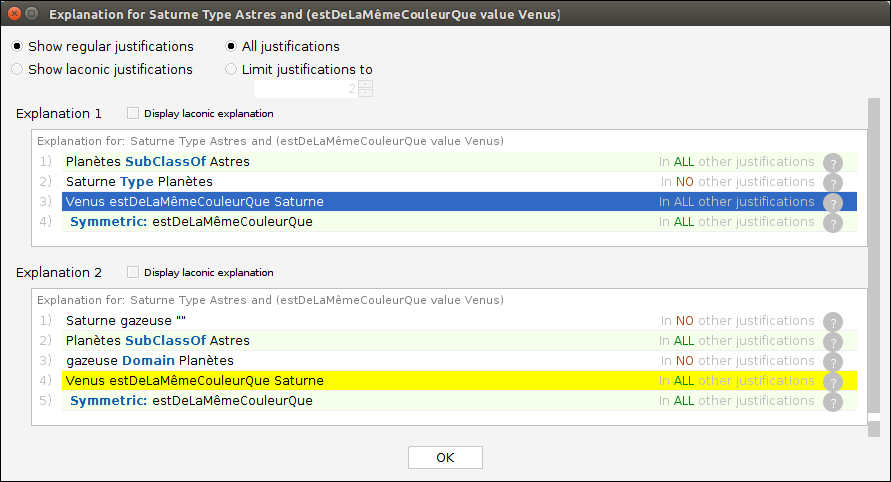 Explanation for Saturne Type Astres and (estDeLaMêmeCouleurQue value Venus)
Show regular justifications All justifications
Show laconic justifications Limit justifications to
2
Explanation 1 Display laconic explanation
Explanation for: Saturne Type Astres and (estDeLaMêmeCouleurQue value Venus)
1) Planètes SubClassOf Astres In ALL other justifications ?
2) Saturne Type Planètes In NO other justifications ?
3) Venus estDeLaMêmeCouleurQue Saturne In ALL other justifications ?
4) Symmetric: estDeLaMêmeCouleurQue In ALL other justifications ?
Explanation 2 Display laconic explanation
Explanation for: Saturne Type Astres and (estDeLaMêmeCouleurQue value Venus)
1) Saturne gazeuse "" In NO other justifications ?
2) Planètes SubClassOf Astres In ALL other justifications ?
3) gazeuse Domain Planètes In NO other justifications ?
4) Venus estDeLaMêmeCouleurQue Saturne In ALL other justifications ?
5) Symmetric: estDeLaMêmeCouleurQue In ALL other justifications ?
OK